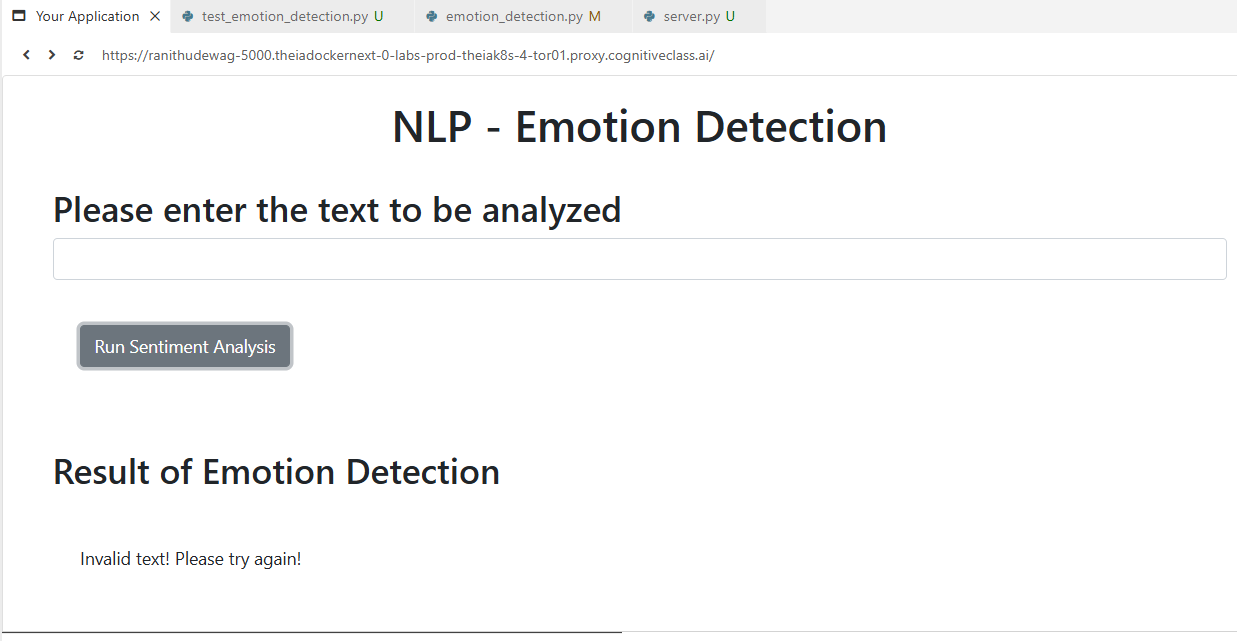 Your Application test_emotion_detection.py U emotion_detection.py M server.py U
https://ranithudewag-5000.theiadockernext-0-labs-prod-theiak8s-4-tor01.proxy.cognitiveclass.ai/
NLP - Emotion Detection
Please enter the text to be analyzed
Run Sentiment Analysis
Result of Emotion Detection
Invalid text! Please try again!